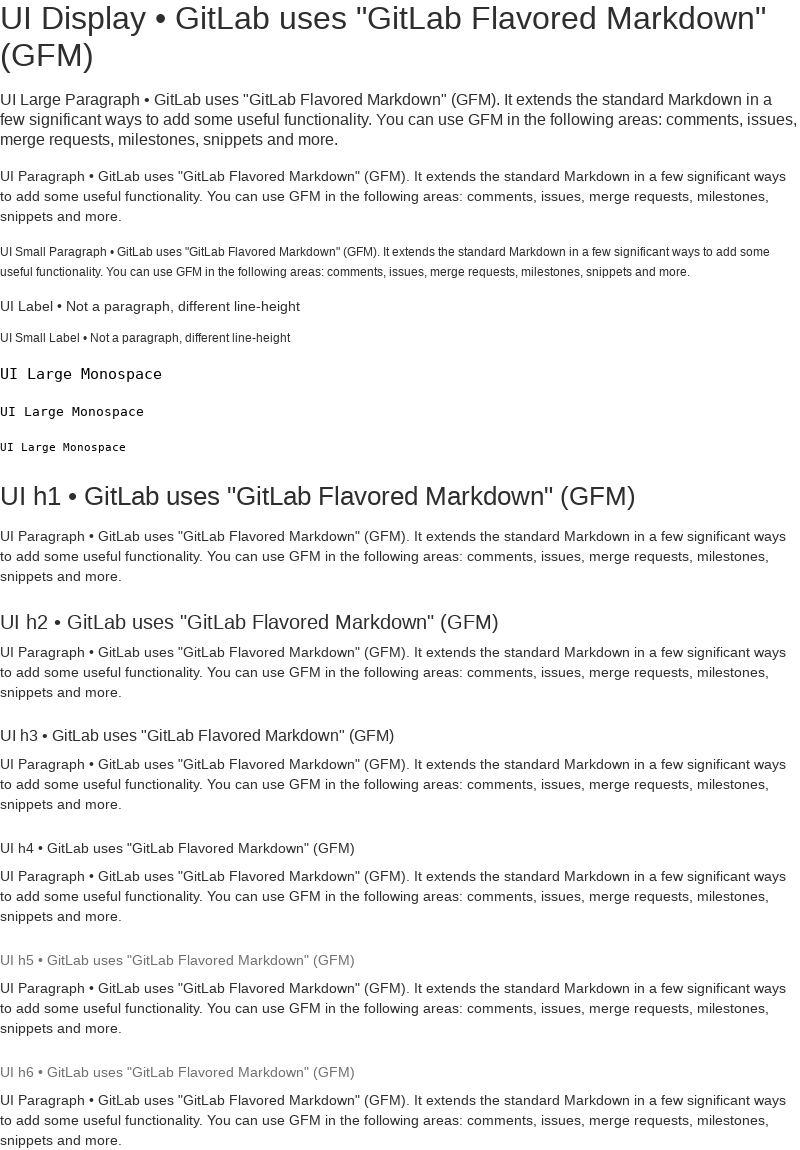 UI Display • GitLab uses "GitLab Flavored Markdown"
(GFM)
UI Large Paragraph • GitLab uses "GitLab Flavored Markdown" (GFM). It extends the standard Markdown in a
few significant ways to add some useful functionality. You can use GFM in the following areas: comments, issues,
merge requests, milestones, snippets and more.
UI Paragraph • GitLab uses "GitLab Flavored Markdown" (GFM). It extends the standard Markdown in a few significant ways
to add some useful functionality. You can use GFM in the following areas: comments, issues, merge requests, milestones,
snippets and more.
UI Small Paragraph • GitLab uses "GitLab Flavored Markdown" (GFM). It extends the standard Markdown in a few significant ways to add some
useful functionality. You can use GFM in the following areas: comments, issues, merge requests, milestones, snippets and more.
UI Label • Not a paragraph, different line-height
UI Small Label • Not a paragraph, different line-height
UI Large Monospace
UI Large Monospace
UI Large Monospace
UI h1 • GitLab uses "GitLab Flavored Markdown" (GFM)
UI Paragraph • GitLab uses "GitLab Flavored Markdown" (GFM). It extends the standard Markdown in a few significant ways
to add some useful functionality. You can use GFM in the following areas: comments, issues, merge requests, milestones,
snippets and more.
UI h2 • GitLab uses "GitLab Flavored Markdown" (GFM)
UI Paragraph • GitLab uses "GitLab Flavored Markdown" (GFM). It extends the standard Markdown in a few significant ways
to add some useful functionality. You can use GFM in the following areas: comments, issues, merge requests, milestones,
snippets and more.
UI h3 • GitLab uses "GitLab Flavored Markdown" (GFM)
UI Paragraph • GitLab uses "GitLab Flavored Markdown" (GFM). It extends the standard Markdown in a few significant ways
to add some useful functionality. You can use GFM in the following areas: comments, issues, merge requests, milestones,
snippets and more.
UI h4 • GitLab uses "GitLab Flavored Markdown" (GFM)
UI Paragraph • GitLab uses "GitLab Flavored Markdown" (GFM). It extends the standard Markdown in a few significant ways
to add some useful functionality. You can use GFM in the following areas: comments, issues, merge requests, milestones,
snippets and more.
UI h5 • GitLab uses "GitLab Flavored Markdown" (GFM)
UI Paragraph • GitLab uses "GitLab Flavored Markdown" (GFM). It extends the standard Markdown in a few significant ways
to add some useful functionality. You can use GFM in the following areas: comments, issues, merge requests, milestones,
snippets and more.
UI h6 • GitLab uses "GitLab Flavored Markdown" (GFM)
UI Paragraph • GitLab uses "GitLab Flavored Markdown" (GFM). It extends the standard Markdown in a few significant ways
to add some useful functionality. You can use GFM in the following areas: comments, issues, merge requests, milestones,
snippets and more.